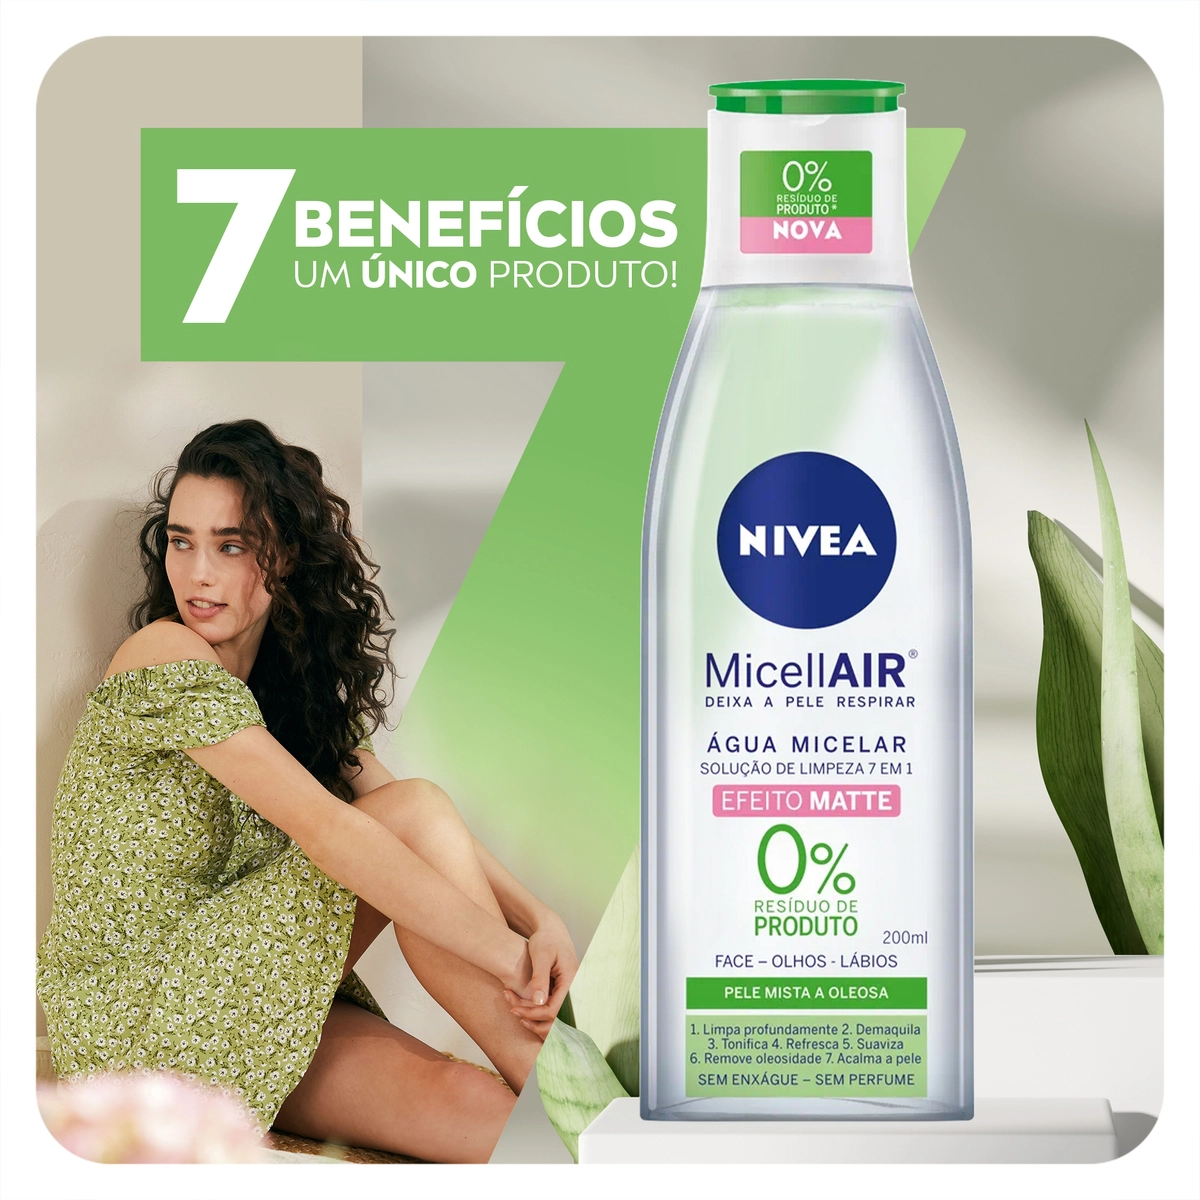 7 BENEFÍCIOS
UM ÚNICO PRODUTO!
0%
RESÍDUO DE
PRODUTO*
NOVA
NIVEA
MicellAIR®
DEIXA A PELE RESPIRAR
ÁGUA MICELAR
SOLUÇÃO DE LIMPEZA 7 EM 1
EFEITO MATTE
0%
RESÍDUO DE
PRODUTO
200ml
FACE – OLHOS - LÁBIOS
PELE MISTA A OLEOSA
1. Limpa profundamente 2. Demaquila
3. Tonifica 4. Refresca 5. Suaviza
6. Remove oleosidade 7. Acalma a pele
SEM ENXÁGUE – SEM PERFUME